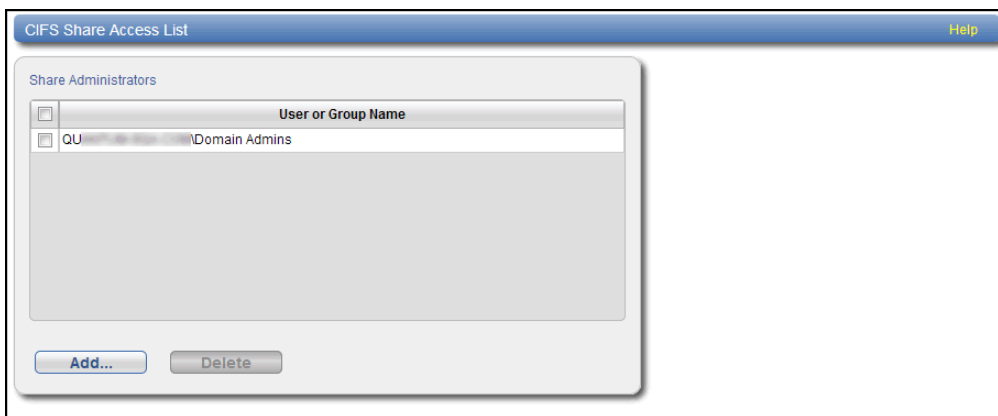 CIFS Share Access List
Help
Share Administrators
User or Group Name
QU \Domain Admins
Add...
Delete